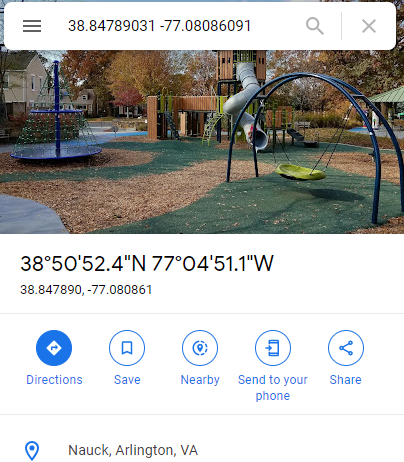 38.84789031 -77.08086091
38°50'52.4"N 77°04'51.1"W
38.847890, -77.080861
Directions
Save
Nearby
Send to your
phone
Share
Nauck, Arlington, VA